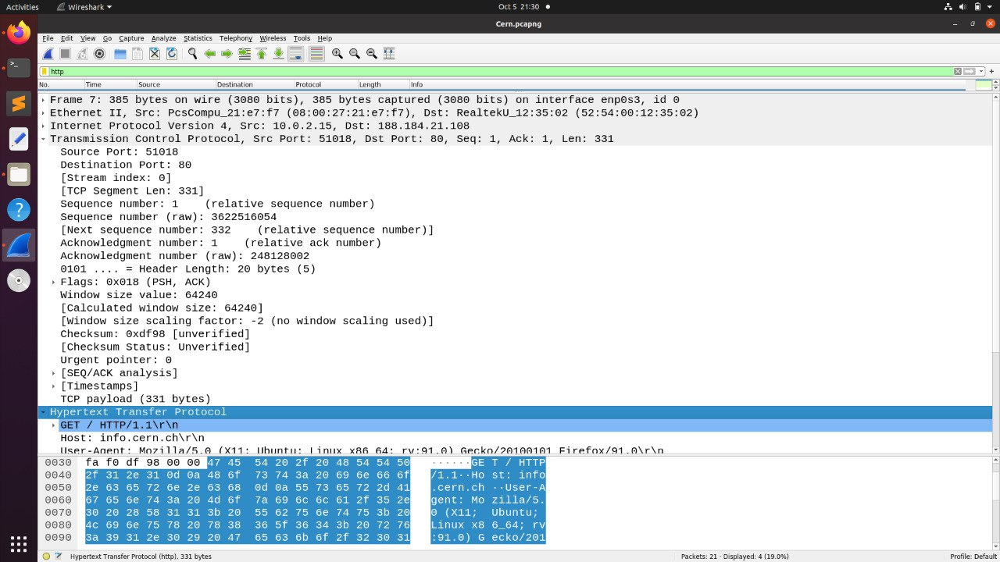 Activities Wireshark Oct 5 21:30
Cern.pcapng
File Edit View Go Capture Analyze Statistics Telephony Wireless Tools Help
http
No. Time Source Destination Protocol Length Info
Frame 7: 385 bytes on wire (3080 bits), 385 bytes captured (3080 bits) on interface enp0s3, id 0
Ethernet II, Src: PcsCompu_21:e7:f7 (08:00:27:21:e7:f7), Dst: RealtekU_12:35:02 (52:54:00:12:35:02)
Internet Protocol Version 4, Src: 10.0.2.15, Dst: 188.184.21.108
Transmission Control Protocol, Src Port: 51018, Dst Port: 80, Seq: 1, Ack: 1, Len: 331
Source Port: 51018
Destination Port: 80
[Stream index: 0]
[TCP Segment Len: 331]
Sequence number: 1    (relative sequence number)
Sequence number (raw): 3622516054
[Next sequence number: 332    (relative sequence number)]
Acknowledgment number: 1    (relative ack number)
Acknowledgment number (raw): 248128002
0101 .... = Header Length: 20 bytes (5)
Flags: 0x018 (PSH, ACK)
Window size value: 64240
[Calculated window size: 64240]
[Window size scaling factor: -2 (no window scaling used)]
Checksum: 0xdf98 [unverified]
[Checksum Status: Unverified]
Urgent pointer: 0
[SEQ/ACK analysis]
[Timestamps]
TCP payload (331 bytes)
Hypertext Transfer Protocol
GET / HTTP/1.1\r\n
Host: info.cern.ch\r\n
User-Agent: Mozilla/5.0 (X11; Ubuntu; Linux x86_64; rv:91.0) Gecko/20100101 Firefox/91.0\r\n
0030 fa f0 df 98 00 00 47 45 54 20 2f 20 48 54 54 50 ······GE T / HTTP
0040 2f 31 2e 31 0d 0a 48 6f 73 74 3a 20 69 6e 66 6f /1.1··Ho st: info
0050 2e 63 65 72 6e 2e 63 68 0d 0a 55 73 65 72 2d 41 .cern.ch ··User-A
0060 67 65 6e 74 3a 20 4d 6f 7a 69 6c 6c 61 2f 35 2e gent: Mo zilla/5.
0070 30 20 28 58 31 31 3b 20 55 62 75 6e 74 75 3b 20 0 (X11; Ubuntu;
0080 4c 69 6e 75 78 20 78 38 36 5f 36 34 3b 20 72 76 Linux x8 6_64; rv
0090 3a 39 31 2e 30 29 20 47 65 63 6b 6f 2f 32 30 31 :91.0) G ecko/201
Hypertext Transfer Protocol (http), 331 bytes Packets: 21 · Displayed: 4 (19.0%) Profile: Default